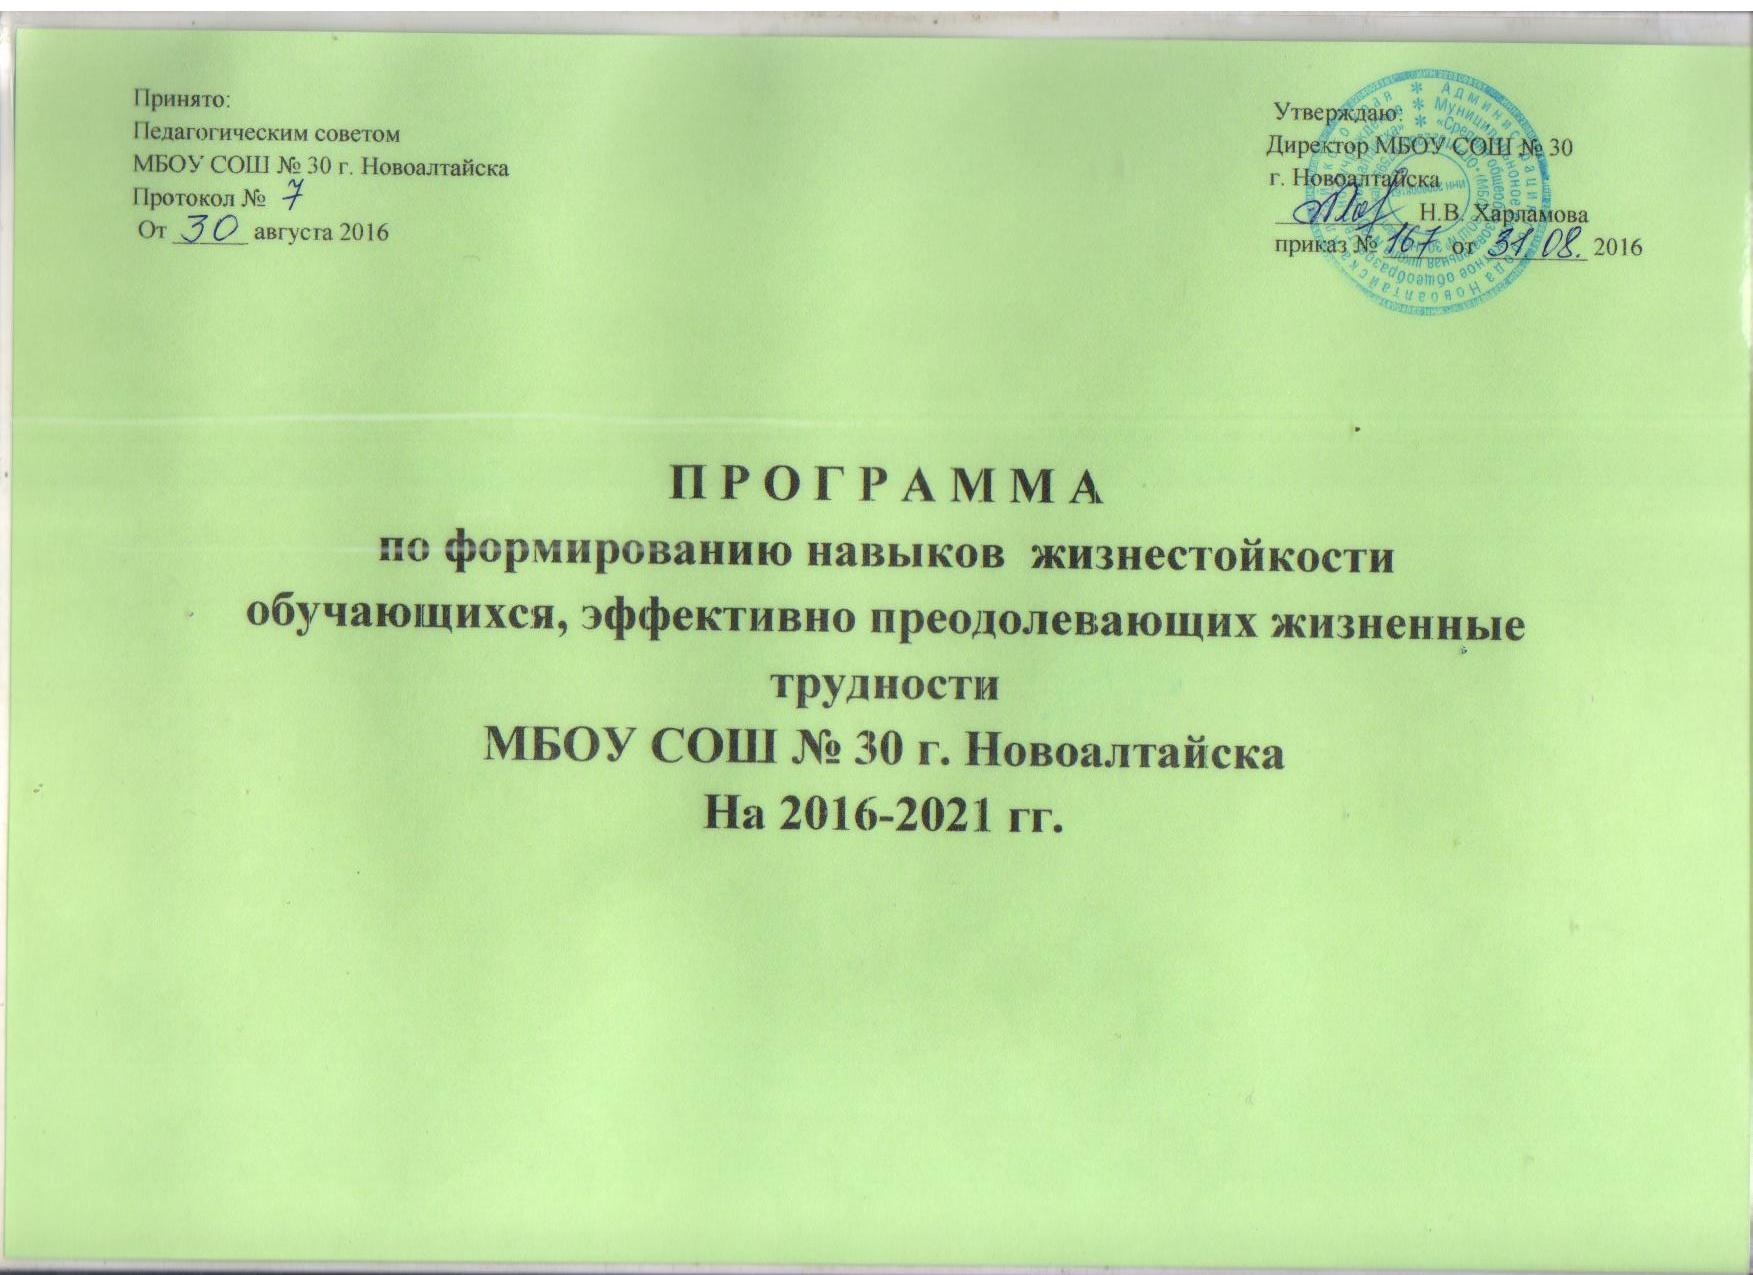 Принято:
Педагогическим советом
МБОУ СОШ № 30 г. Новоалтайска
Протокол № 7
От 30 августа 2016
Утверждаю:
Директор МБОУ СОШ № 30
г. Новоалтайска
Н.В. Харламова
приказ № 167 от 31.08. 2016
П Р О Г Р А М М А
по формированию навыков жизнестойкости
обучающихся, эффективно преодолевающих жизненные
трудности
МБОУ СОШ № 30 г. Новоалтайска
На 2016-2021 гг.